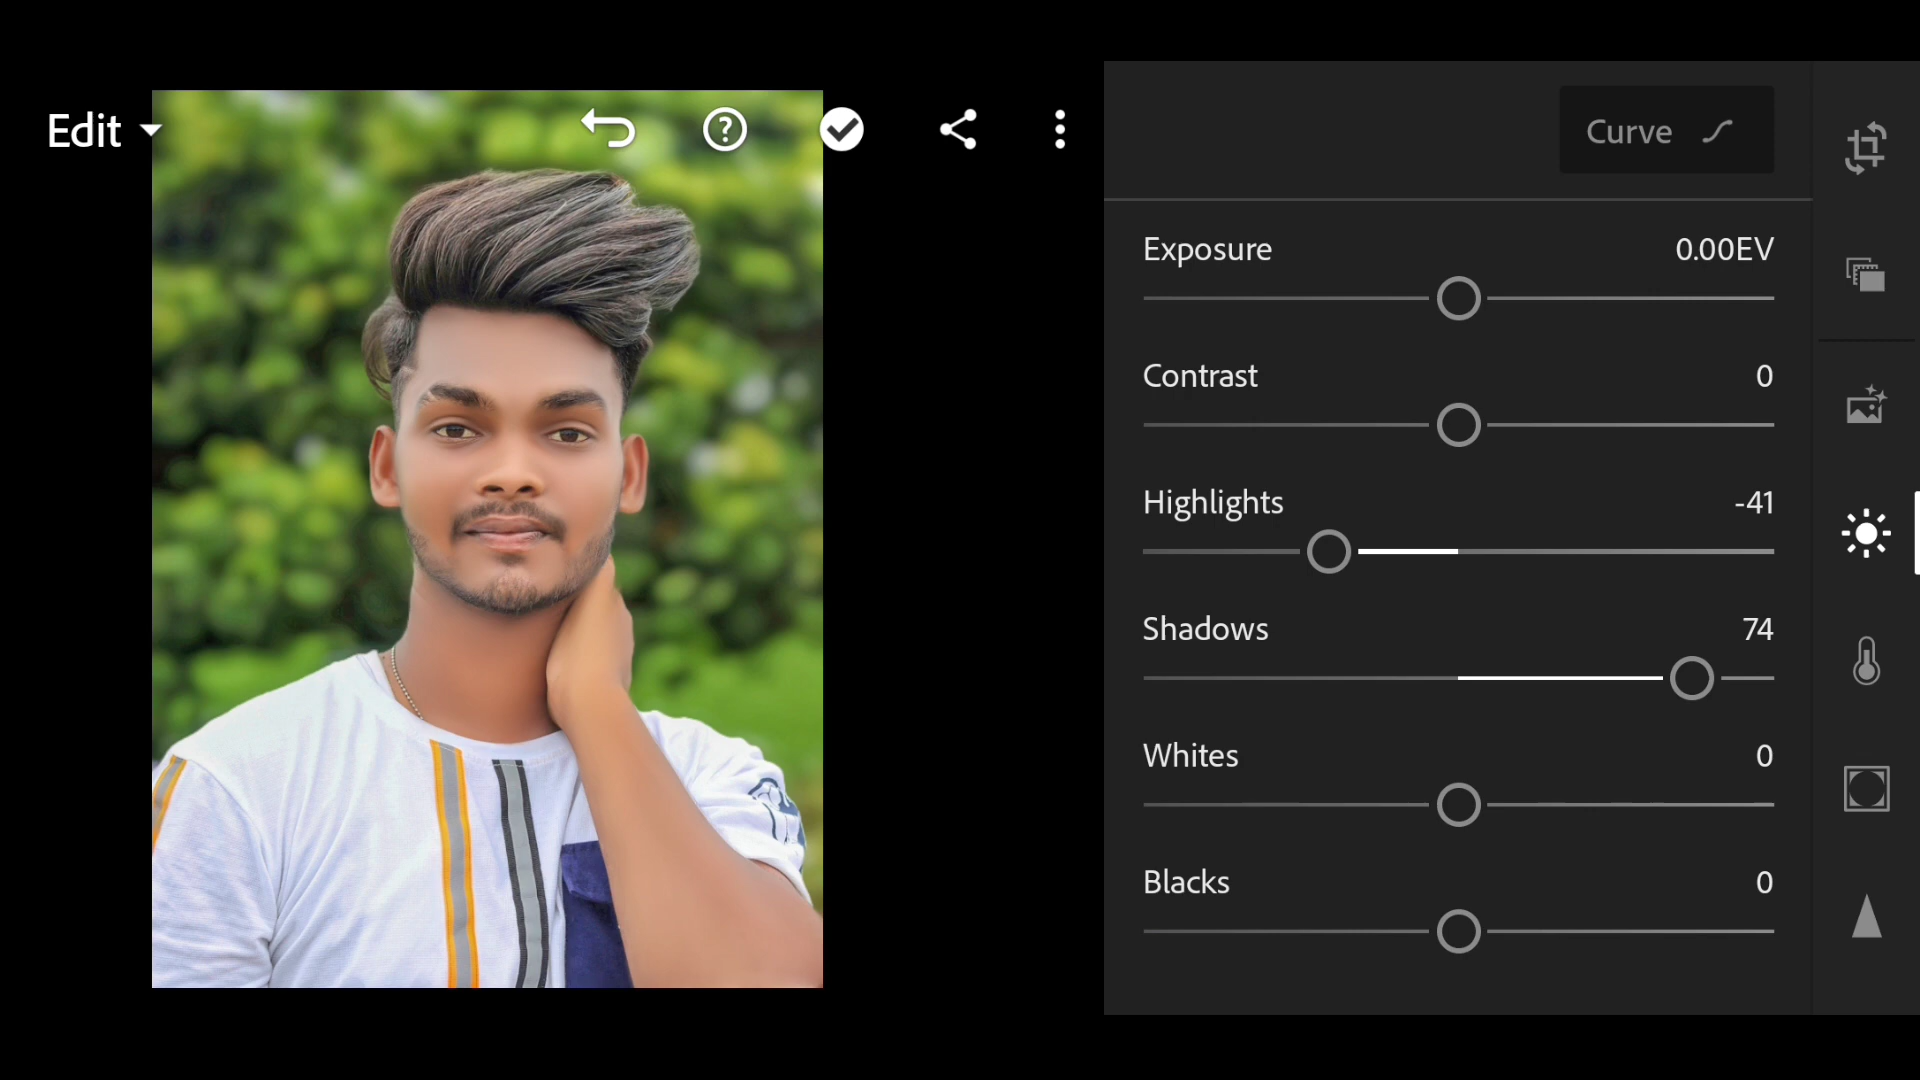 Edit
Curve
Exposure 0.00EV
Contrast 0
Highlights -41
Shadows 74
Whites 0
Blacks 0